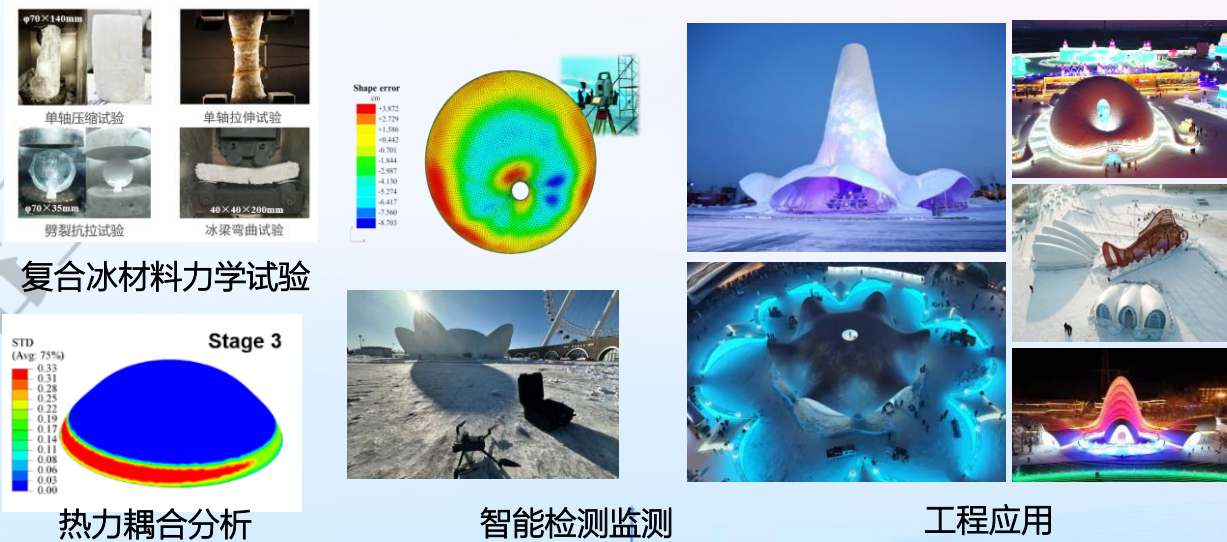 φ70×140mm
单轴压缩试验
单轴拉伸试验
φ70×35mm
40×40×200mm
劈裂抗拉试验
冰梁弯曲试验
复合冰材料力学试验
Shape error
cm
+3.872
+2.729
+1.586
+0.442
-0.701
-1.844
-2.987
-4.130
-5.274
-6.417
-7.560
-8.703
STD
(Avg: 75%)
Stage 3
0.33
0.31
0.28
0.25
0.22
0.19
0.17
0.14
0.11
0.08
0.06
0.03
0.00
热力耦合分析
智能检测监测
工程应用